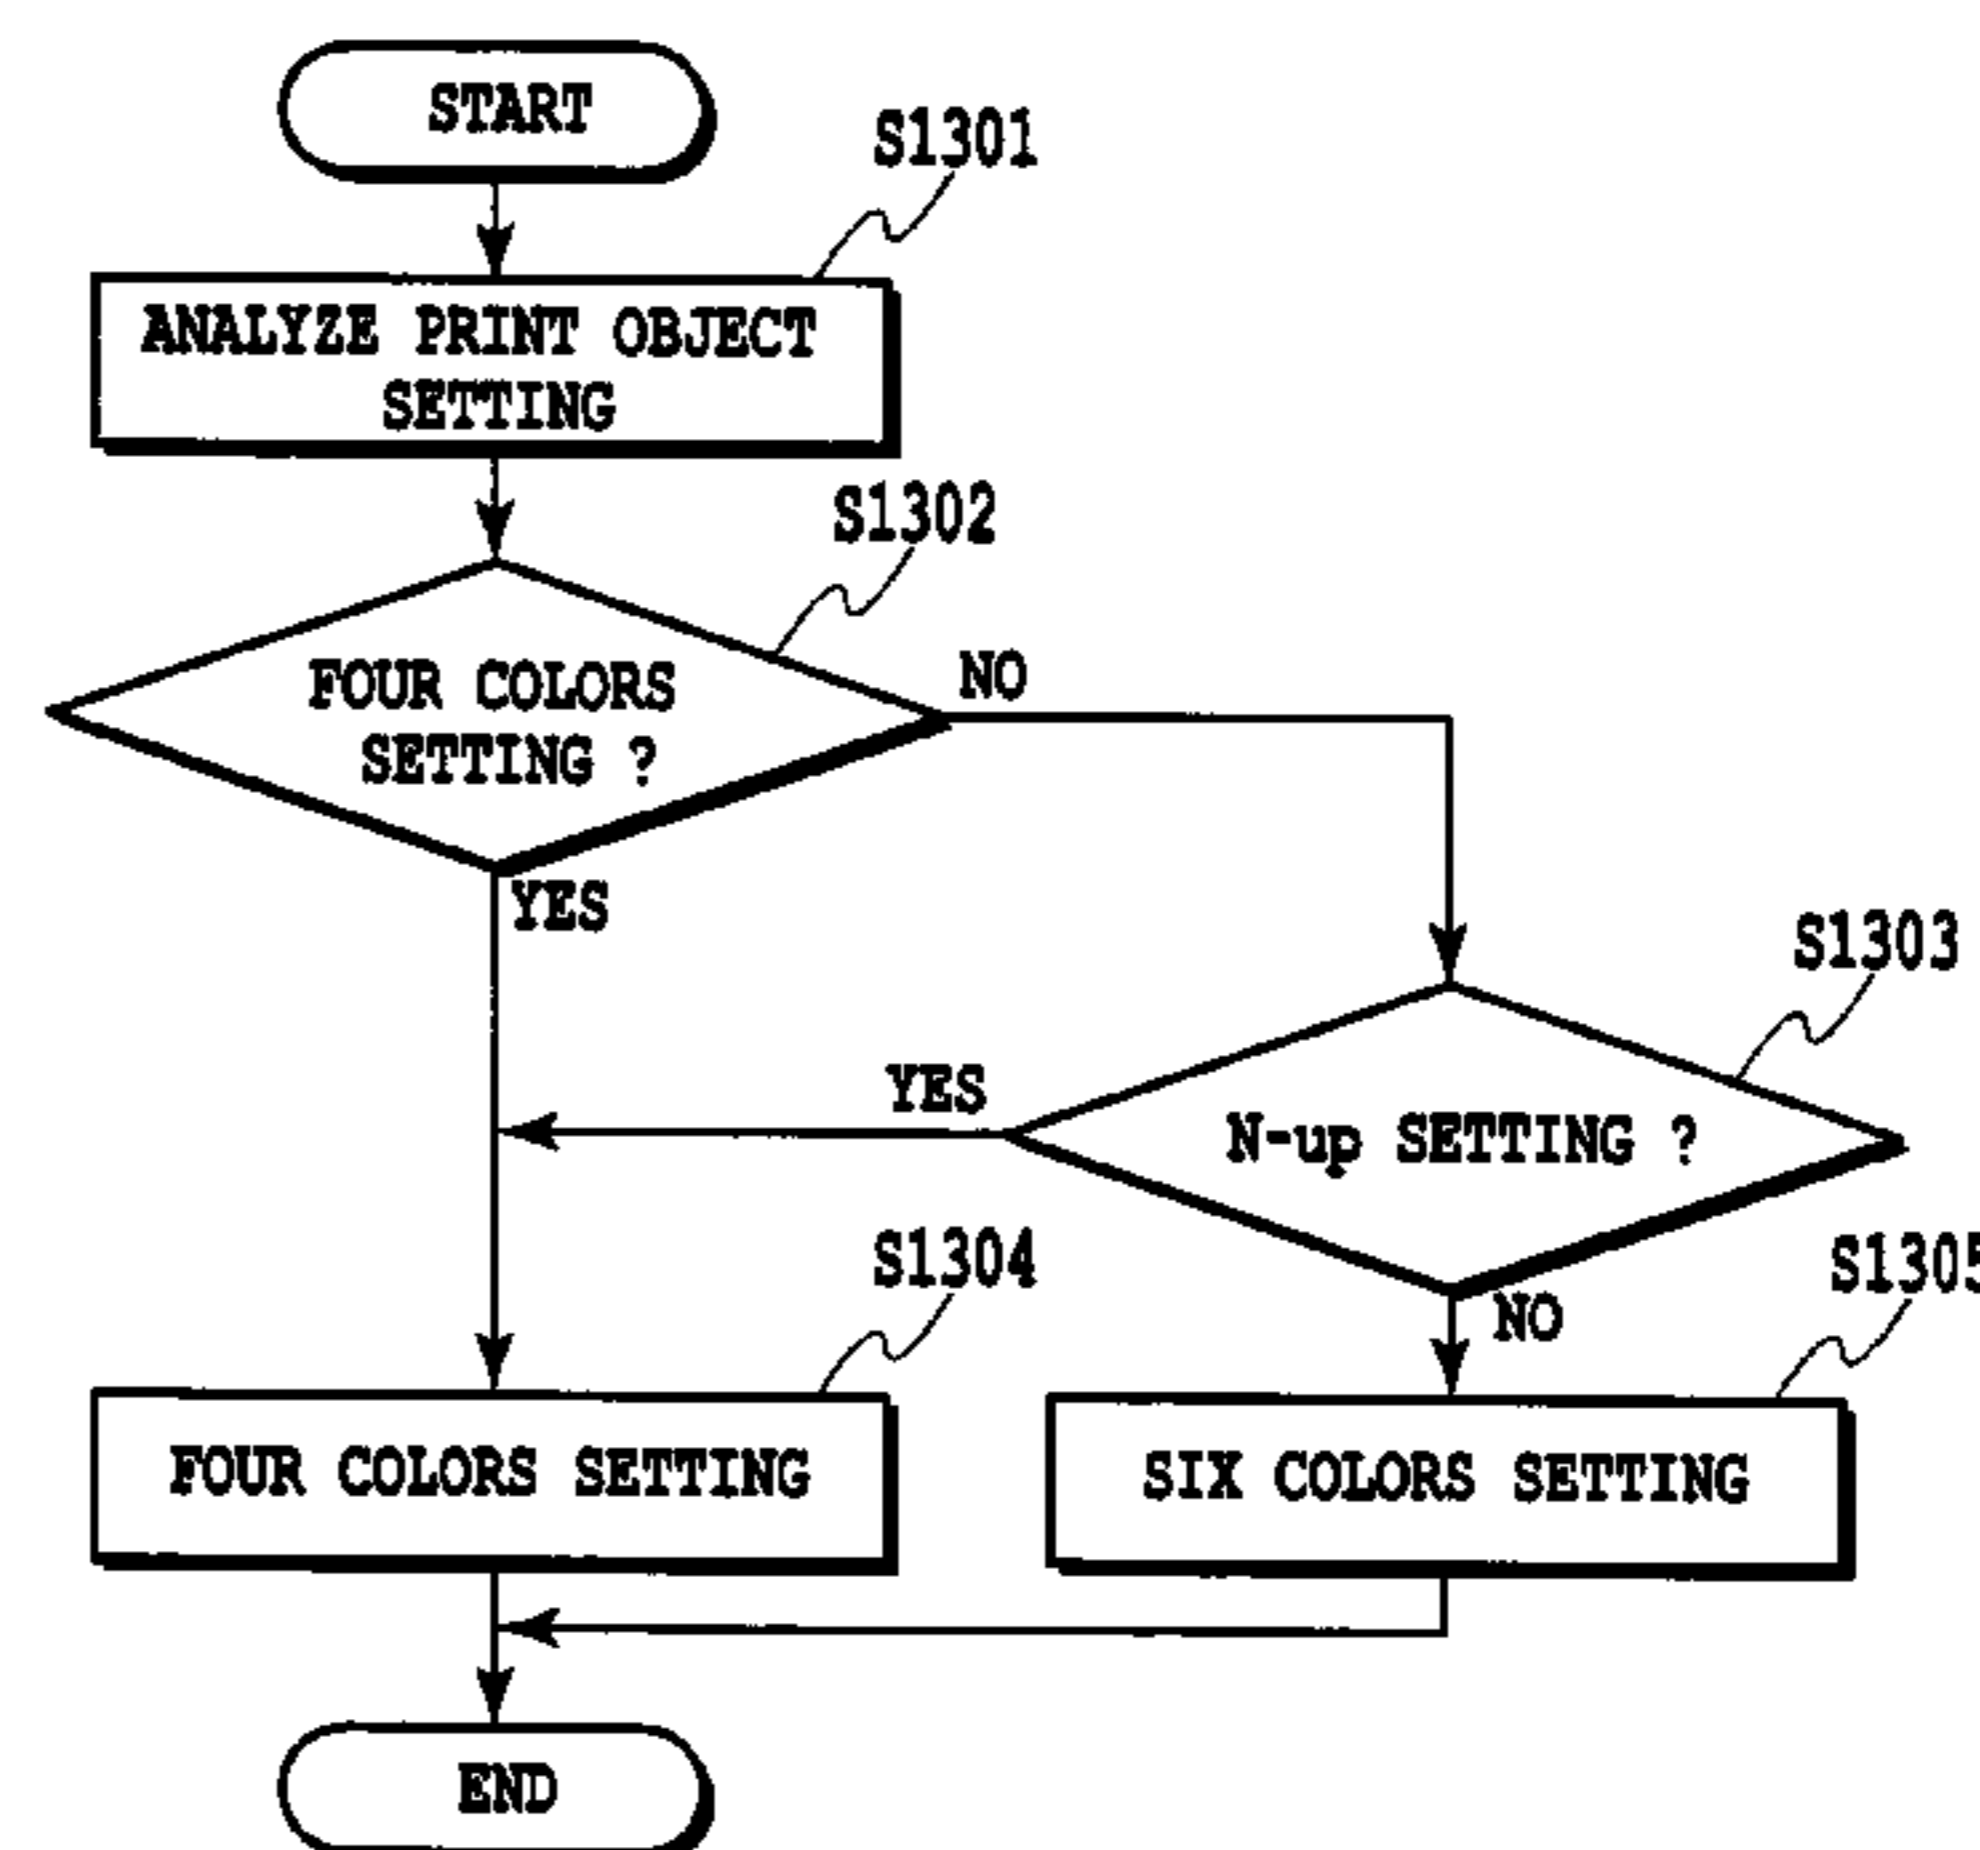 START
S1301
ANALYZE PRINT OBJECT
SETTING
S1302
FOUR COLORS
SETTING ?
NO
YES
S1303
YES
N-up SETTING ?
S1304
S1305
NO
FOUR COLORS SETTING
SIX COLORS SETTING
END